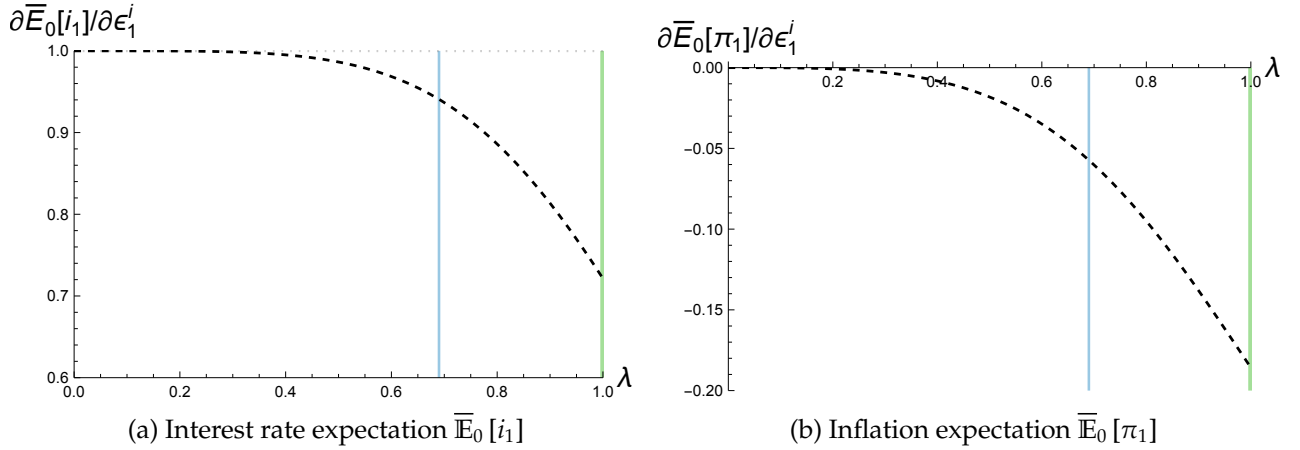 ∂E̅₀[i₁]/∂ϵ₁ⁱ
1.0
0.9
0.8
0.7
0.6
0.0 0.2 0.4 0.6 0.8 1.0 λ
(a) Interest rate expectation 𝔼̅₀ [i₁]
∂E̅₀[π₁]/∂ϵ₁ⁱ
0.00
0.2 0.4 0.6 0.8 1.0 λ
−0.05
−0.10
−0.15
−0.20
(b) Inflation expectation 𝔼̅₀ [π₁]